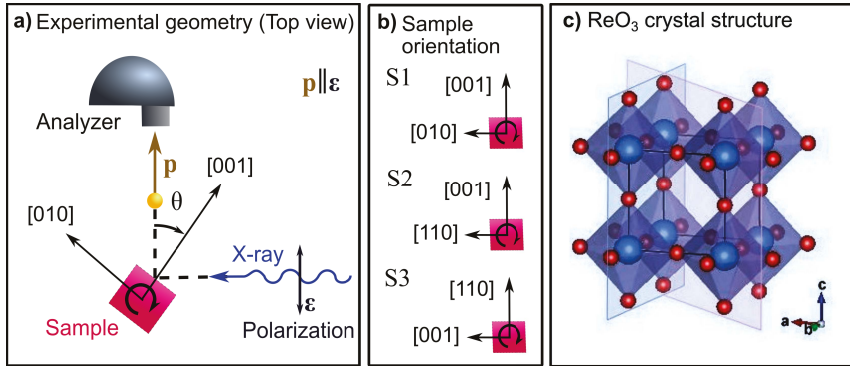 a) Experimental geometry (Top view)
p||ε
Analyzer
p
[001]
θ
[010]
X-ray
ε
Sample
Polarization
b) Sample
orientation
S1
[001]
[010]
S2
[001]
[110]
S3
[110]
[001]
c) ReO₃ crystal structure
c
a
b